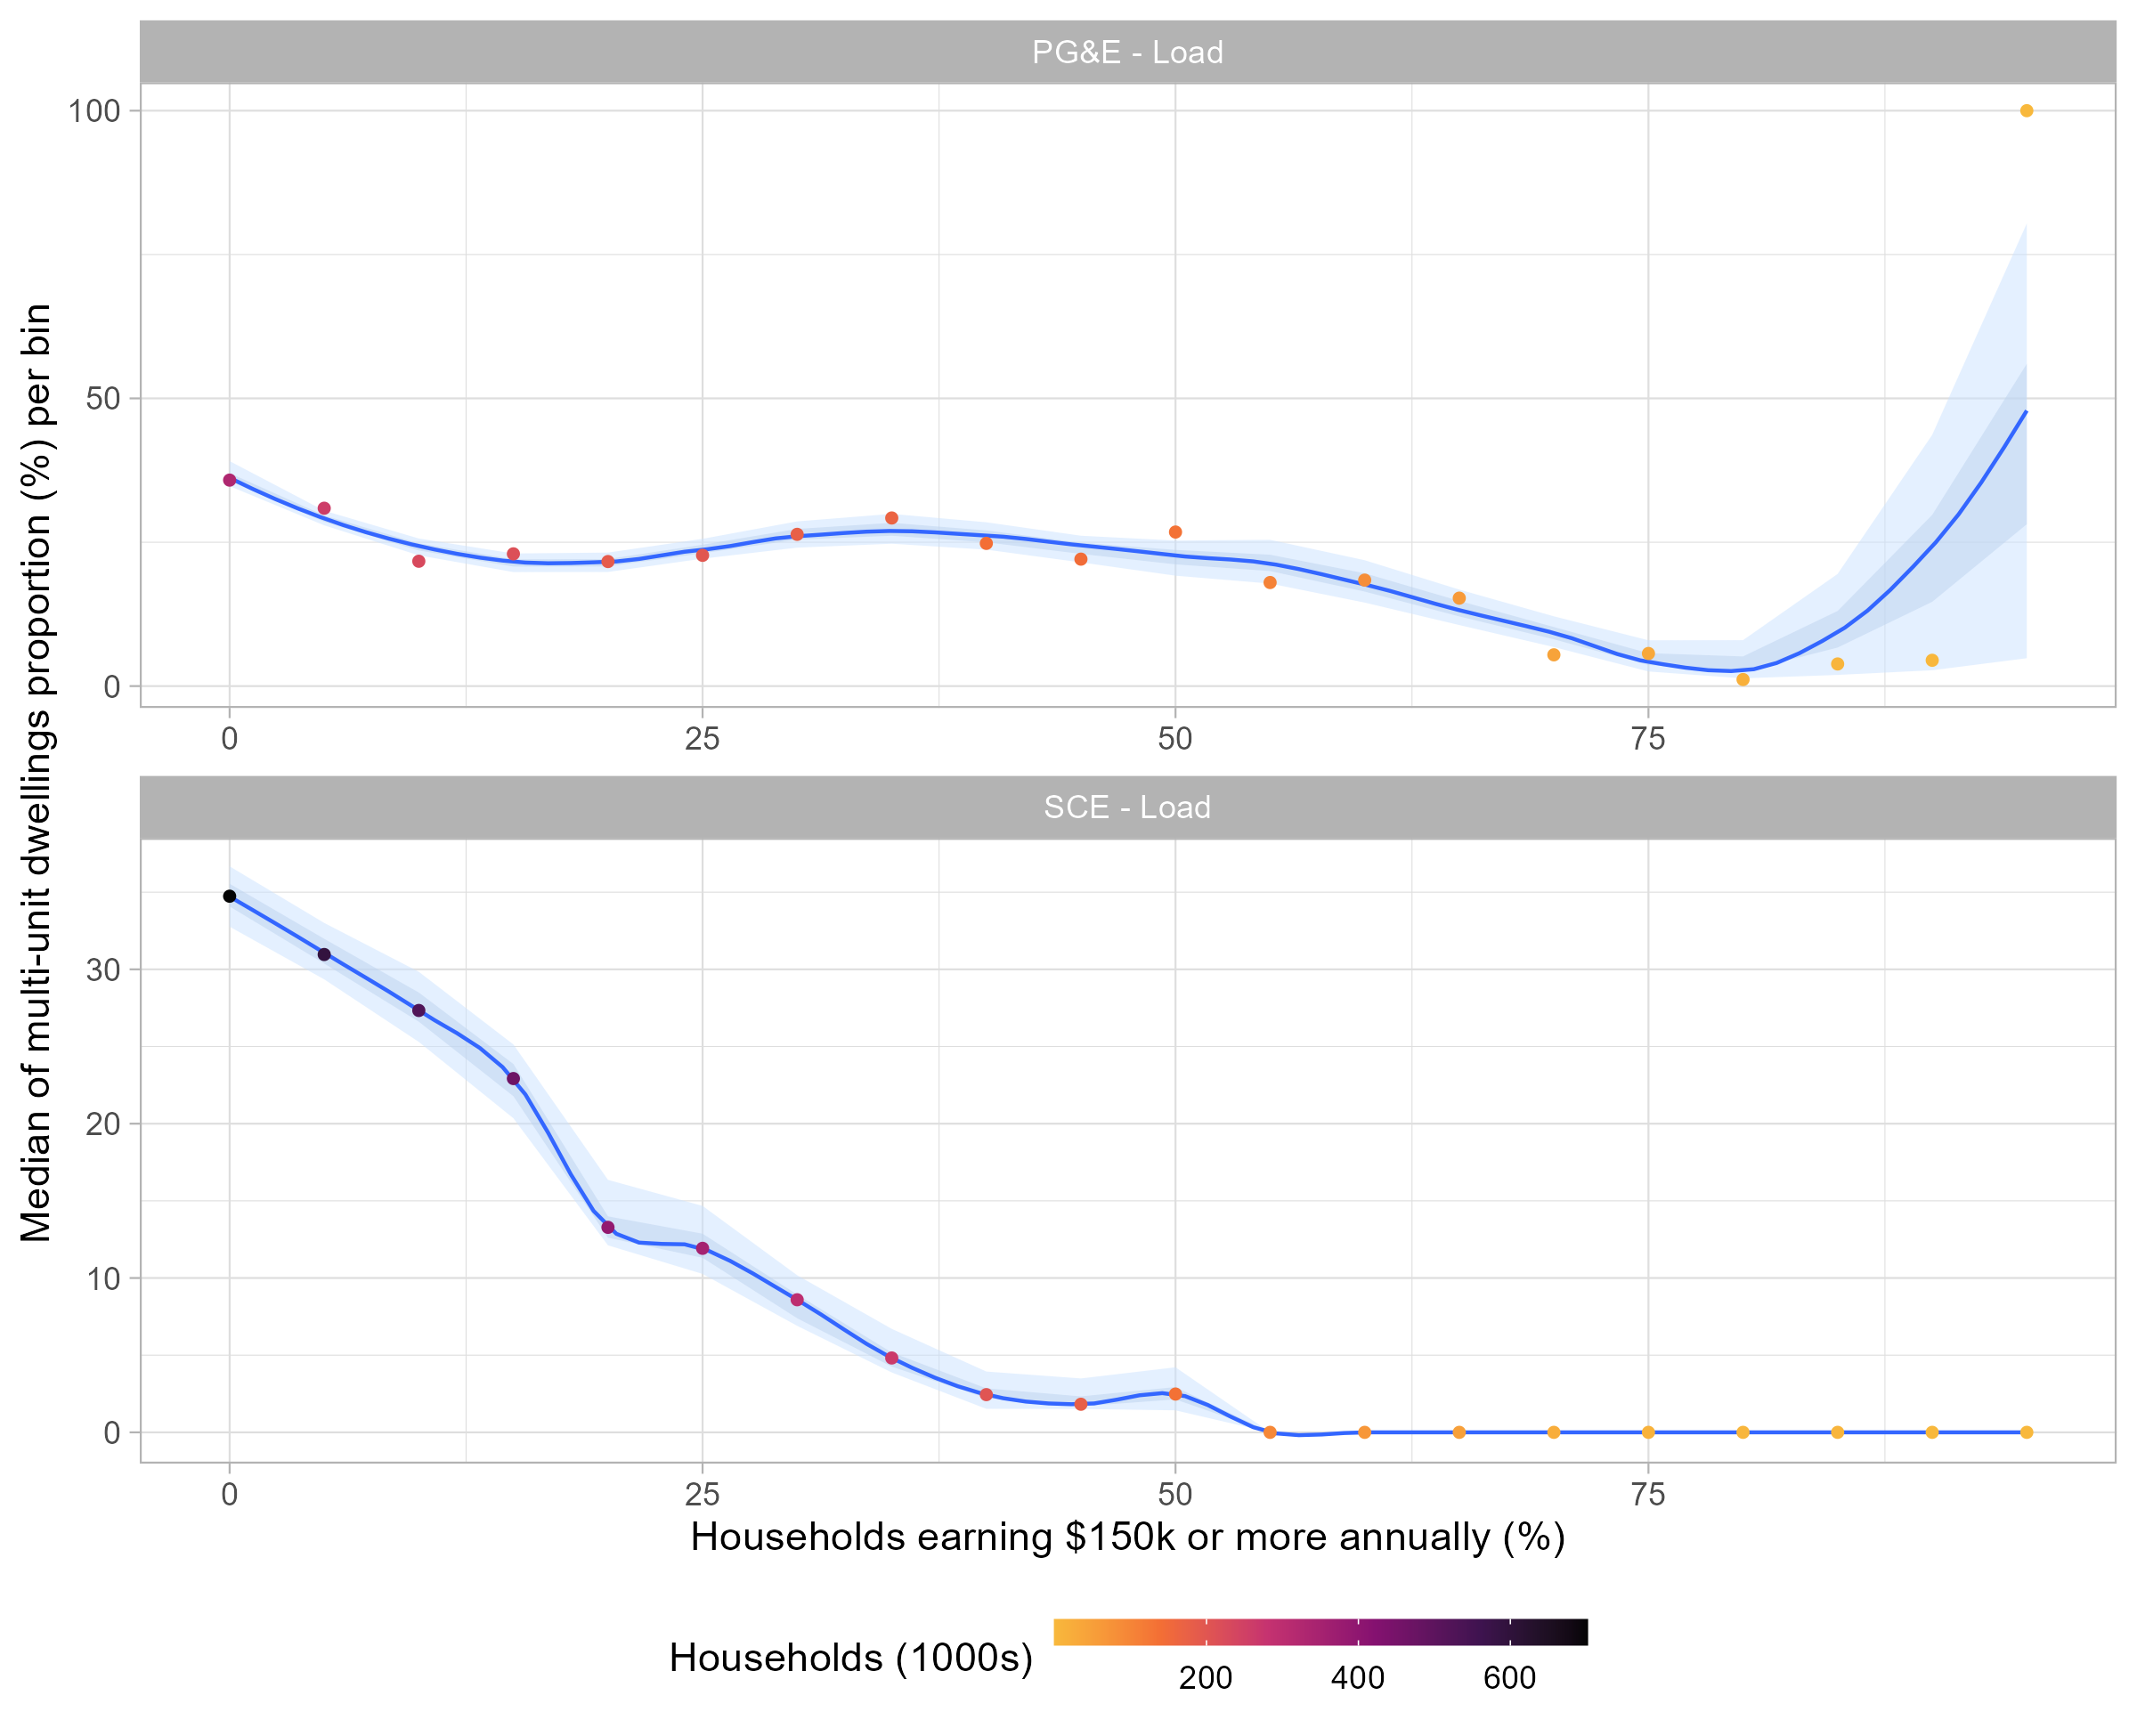 PG&E - Load
100
50
0
0 25 50 75
Median of multi-unit dwellings proportion (%) per bin
SCE - Load
30
20
10
0
0 25 50 75
Households earning $150k or more annually (%)
Households (1000s)
200 400 600